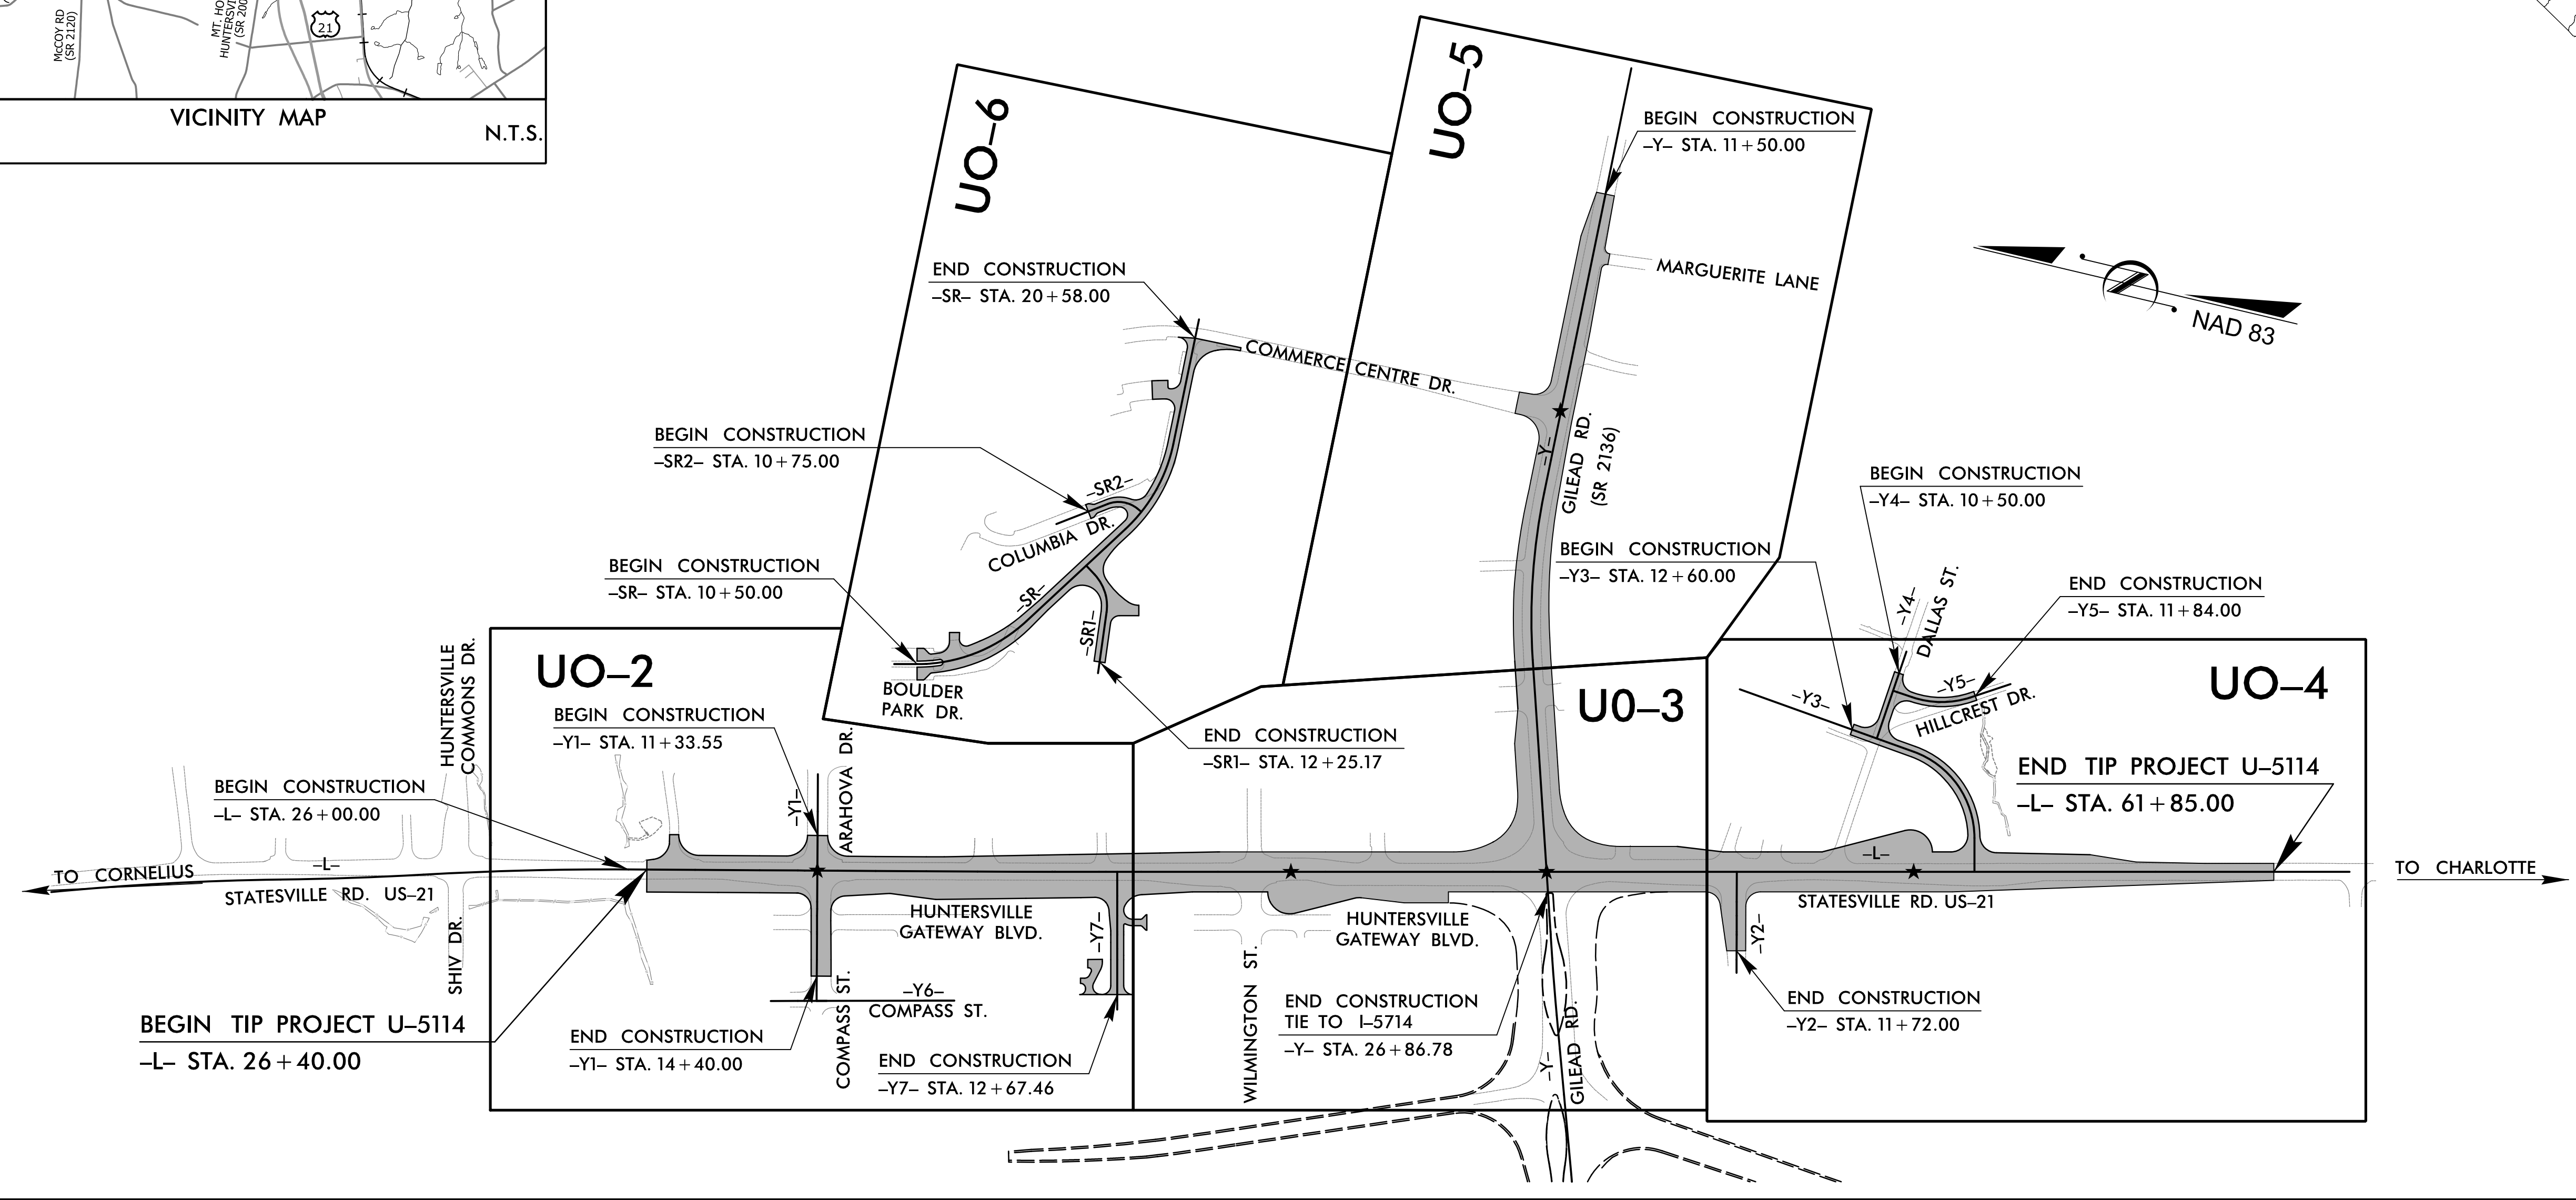 McCOY RD
(SR 2120)
21
VICINITY MAP
N.T.S.
UO–6
UO–5
BEGIN CONSTRUCTION
–Y– STA. 11+50.00
MARGUERITE LANE
NAD 83
END CONSTRUCTION
–SR– STA. 20+58.00
COMMERCE CENTRE DR.
BEGIN CONSTRUCTION
–SR2– STA. 10+75.00
–SR2–
COLUMBIA DR.
–Y–
GILEAD RD.
(SR 2136)
BEGIN CONSTRUCTION
–Y4– STA. 10+50.00
BEGIN CONSTRUCTION
–Y3– STA. 12+60.00
BEGIN CONSTRUCTION
–SR– STA. 10+50.00
–SR–
–SR1–
–Y4–
DALLAS ST.
END CONSTRUCTION
–Y5– STA. 11+84.00
BOULDER
PARK DR.
HUNTERSVILLE
COMMONS DR.
UO–2
U0–3
UO–4
–Y3–
–Y5–
HILLCREST DR.
BEGIN CONSTRUCTION
–Y1– STA. 11+33.55
END CONSTRUCTION
–SR1– STA. 12+25.17
–Y1–
ARAHOVA DR.
END TIP PROJECT U–5114
–L– STA. 61+85.00
BEGIN CONSTRUCTION
–L– STA. 26+00.00
–L–
–L–
TO CORNELIUS
STATESVILLE RD. US–21
TO CHARLOTTE
STATESVILLE RD. US–21
HUNTERSVILLE
GATEWAY BLVD.
HUNTERSVILLE
GATEWAY BLVD.
SHIV DR.
–Y7–
–Y2–
WILMINGTON ST.
–Y6–
COMPASS ST.
COMPASS ST.
BEGIN TIP PROJECT U–5114
–L– STA. 26+40.00
END CONSTRUCTION
–Y1– STA. 14+40.00
END CONSTRUCTION
–Y7– STA. 12+67.46
END CONSTRUCTION
TIE TO I–5714
–Y– STA. 26+86.78
–Y–
GILEAD RD.
END CONSTRUCTION
–Y2– STA. 11+72.00